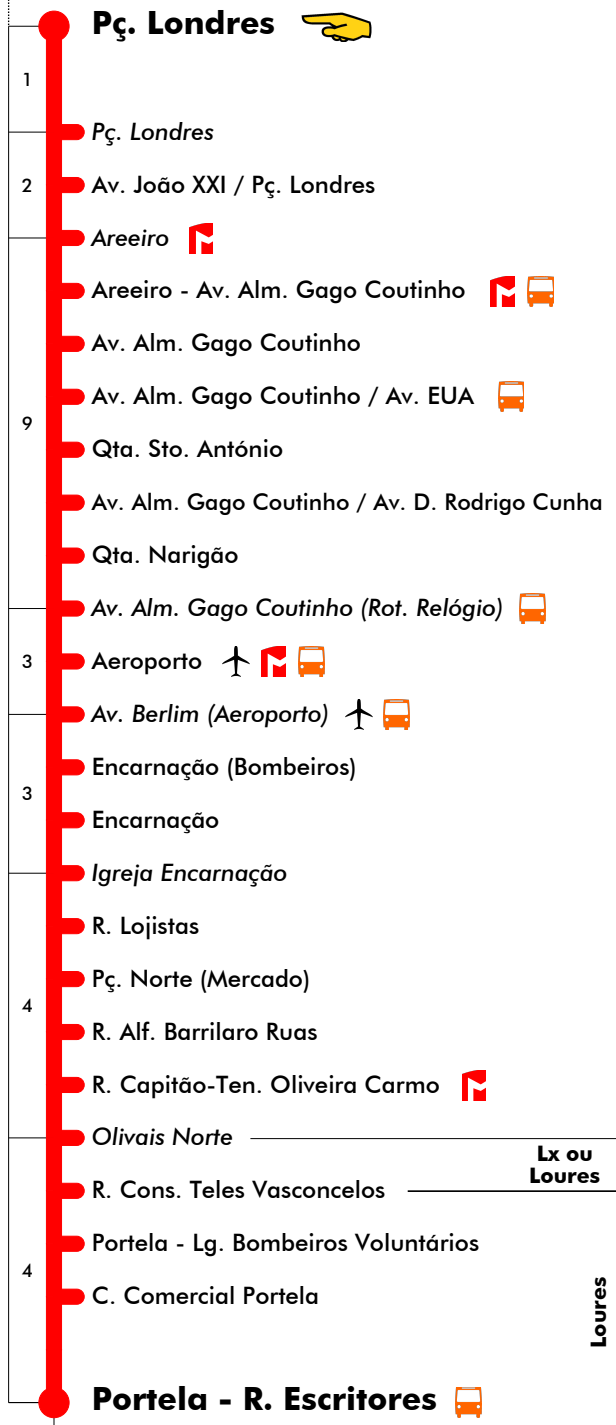 Pç. Londres
1
Pç. Londres
2
Av. João XXI / Pç. Londres
Areeiro
Areeiro - Av. Alm. Gago Coutinho
Av. Alm. Gago Coutinho
Av. Alm. Gago Coutinho / Av. EUA
9
Qta. Sto. António
Av. Alm. Gago Coutinho / Av. D. Rodrigo Cunha
Qta. Narigão
Av. Alm. Gago Coutinho (Rot. Relógio)
3
Aeroporto
Av. Berlim (Aeroporto)
Encarnação (Bombeiros)
3
Encarnação
Igreja Encarnação
R. Lojistas
Pç. Norte (Mercado)
4
R. Alf. Barrilaro Ruas
R. Capitão-Ten. Oliveira Carmo
Olivais Norte
Lx ou
Loures
R. Cons. Teles Vasconcelos
Portela - Lg. Bombeiros Voluntários
4
C. Comercial Portela
Loures
Portela - R. Escritores